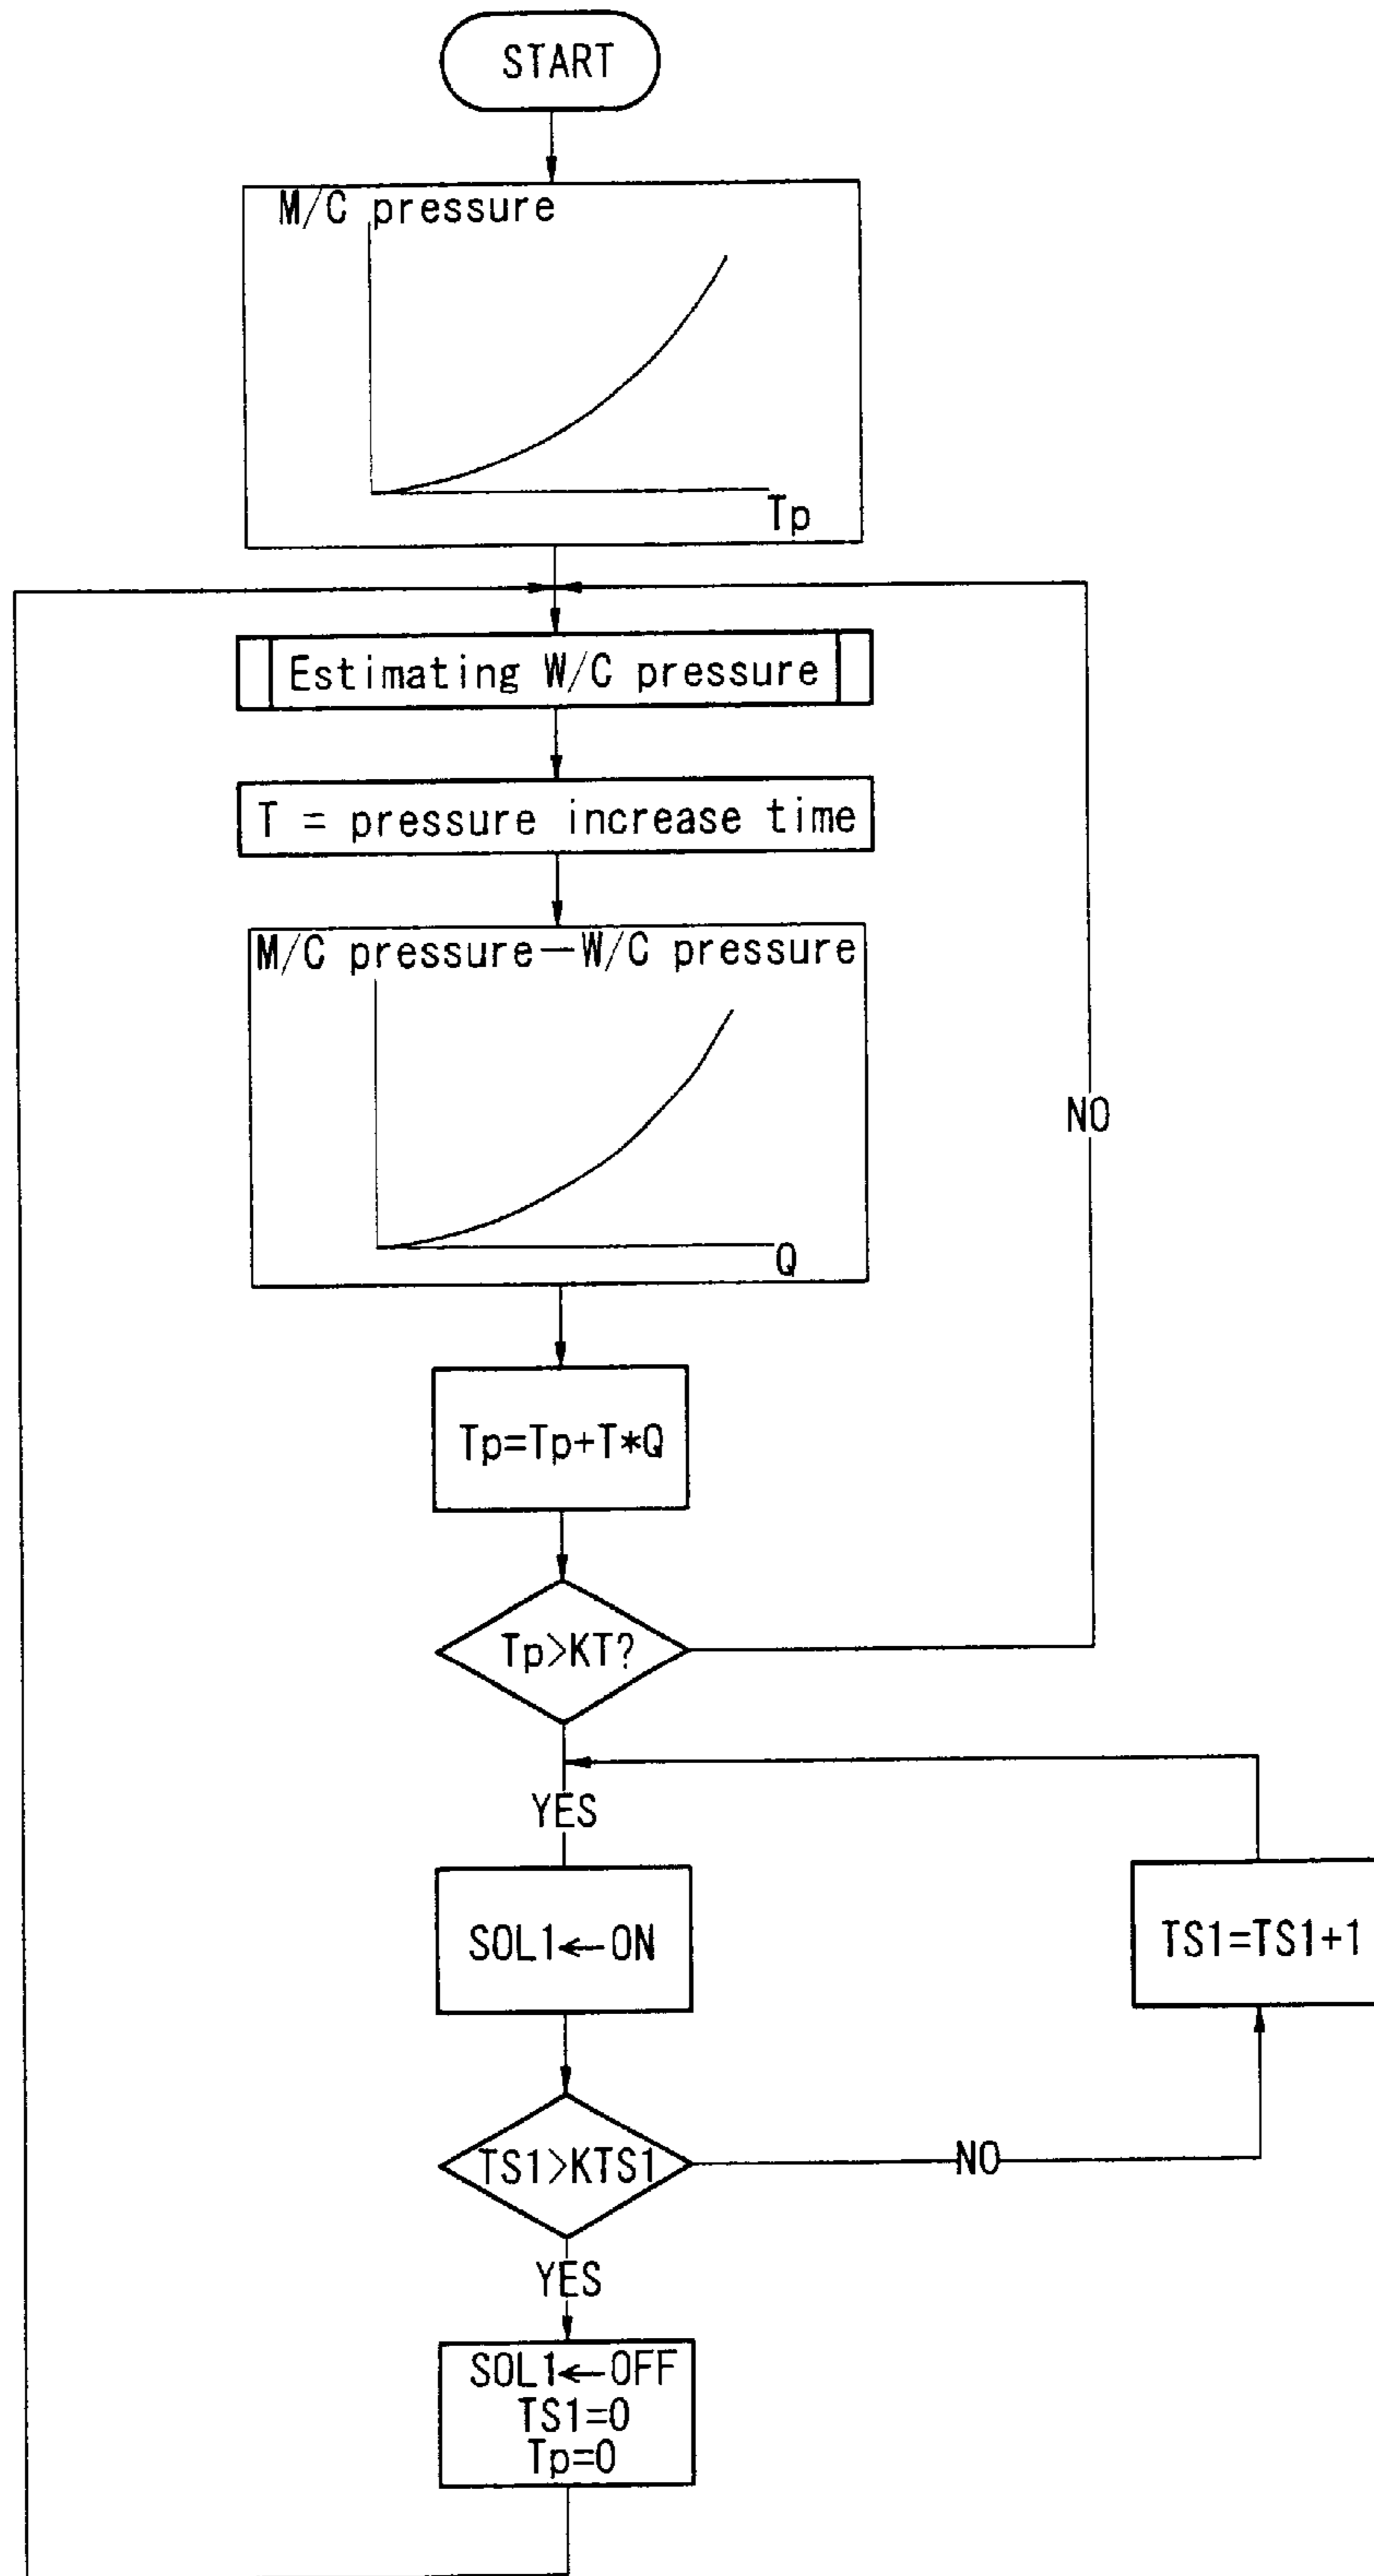 START
M/C pressure
Tp
Estimating W/C pressure
T = pressure increase time
M/C pressure—W/C pressure
Q
Tp=Tp+T*Q
Tp>KT?
NO
YES
SOL1←ON
TS1=TS1+1
TS1>KTS1
NO
YES
SOL1←OFF
TS1=0
Tp=0